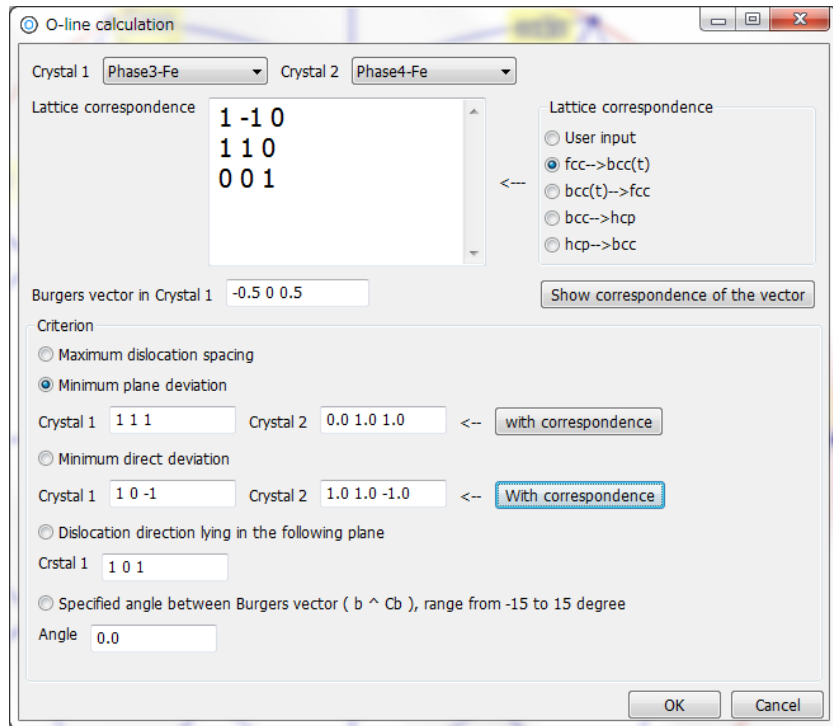 O-line calculation
Crystal 1 Phase3-Fe Crystal 2 Phase4-Fe
Lattice correspondence
1 -1 0
1 1 0
0 0 1
<---
Lattice correspondence
User input
fcc-->bcc(t)
bcc(t)-->fcc
bcc-->hcp
hcp-->bcc
Burgers vector in Crystal 1 -0.5 0 0.5 Show correspondence of the vector
Criterion
Maximum dislocation spacing
Minimum plane deviation
Crystal 1 1 1 1 Crystal 2 0.0 1.0 1.0 <-- with correspondence
Minimum direct deviation
Crystal 1 1 0 -1 Crystal 2 1.0 1.0 -1.0 <-- With correspondence
Dislocation direction lying in the following plane
Crstal 1 1 0 1
Specified angle between Burgers vector ( b ^ Cb ), range from -15 to 15 degree
Angle 0.0
OK Cancel